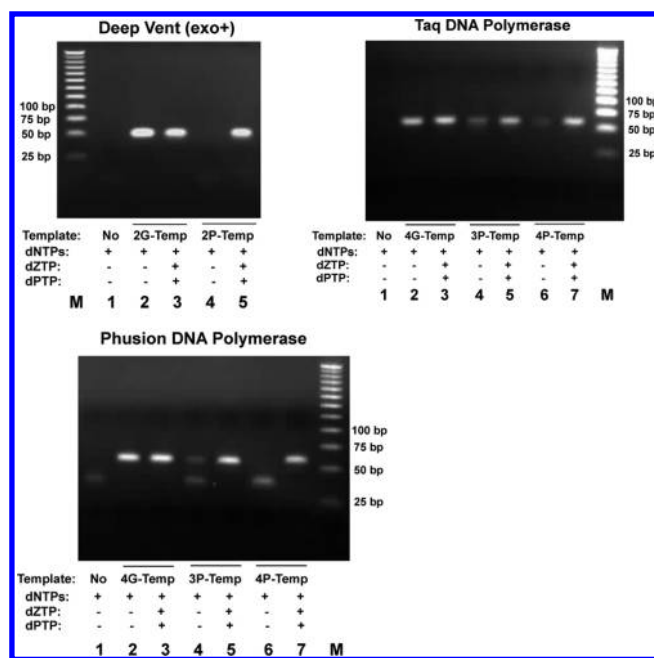 Deep Vent (exo+)
100 bp
75 bp
50 bp
25 bp
Template: No 2G-Temp 2P-Temp
dNTPs: + + + + +
dZTP: - - + - +
dPTP: - - + - +
M 1 2 3 4 5
Taq DNA Polymerase
100 bp
75 bp
50 bp
25 bp
Template: No 4G-Temp 3P-Temp 4P-Temp
dNTPs: + + + + + + +
dZTP: - - + - + - +
dPTP: - - + - + - +
1 2 3 4 5 6 7 M
Phusion DNA Polymerase
100 bp
75 bp
50 bp
25 bp
Template: No 4G-Temp 3P-Temp 4P-Temp
dNTPs: + + + + + + +
dZTP: - - + - + - +
dPTP: - - + - + - +
1 2 3 4 5 6 7 M